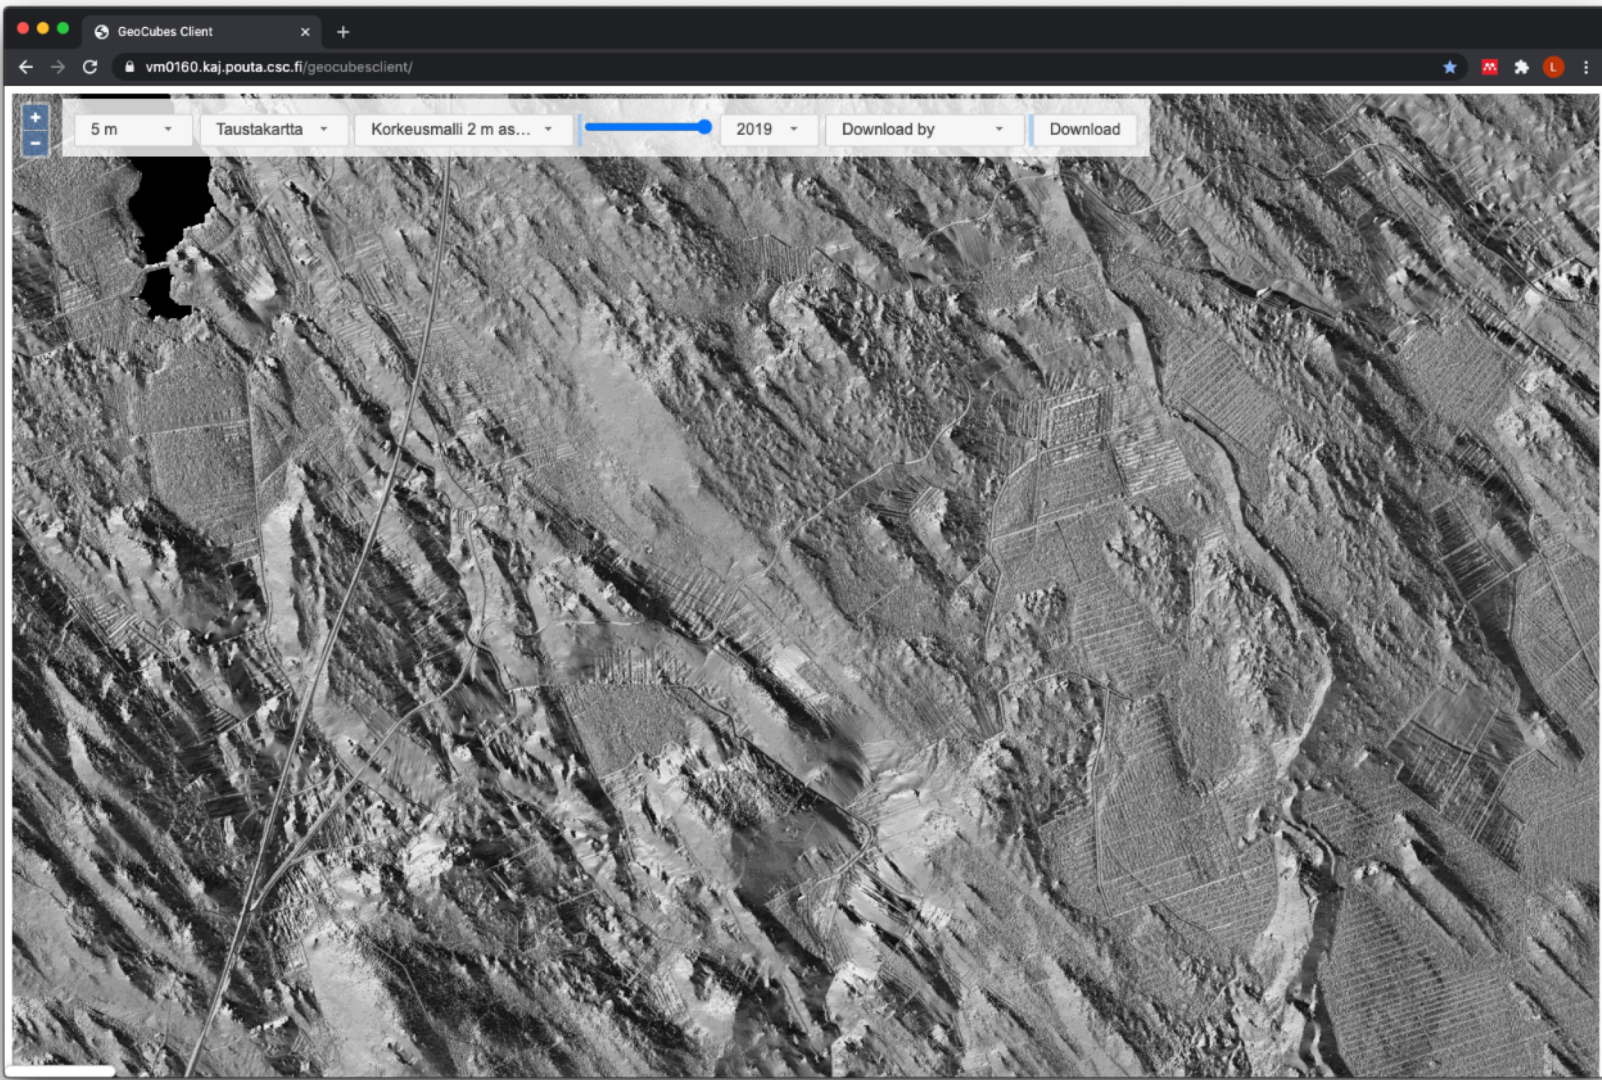 GeoCubes Client
vm0160.kaj.pouta.csc.fi/geocubesclient/
L
+
5 m
Taustakartta
Korkeusmalli 2 m as...
2019
Download by
Download
−